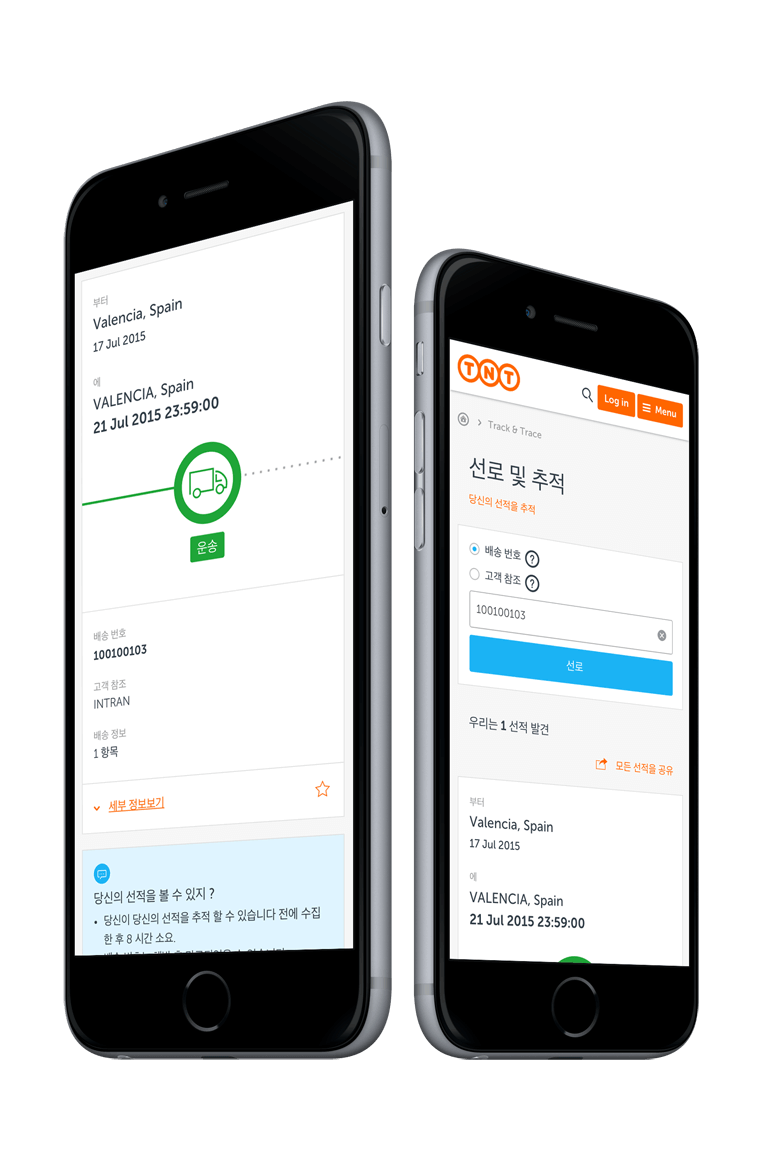 부터
Valencia, Spain
17 Jul 2015
에
VALENCIA, Spain
21 Jul 2015 23:59:00
운송
배송 번호
100100103
고객 참조
INTRAN
배송 정보
1 항목
세부 정보보기
당신의 선적을 볼 수 있지 ?
• 당신이 당신의 선적을 추적 할 수 있습니다 전에 수집
한 후 8 시간 소요.
TNT
Log in
Menu
Track & Trace
선로 및 추적
당신의 선적을 추적
배송 번호 ?
고객 참조 ?
100100103
선로
우리는 1 선적 발견
모든 선적을 공유
부터
Valencia, Spain
17 Jul 2015
에
VALENCIA, Spain
21 Jul 2015 23:59:00